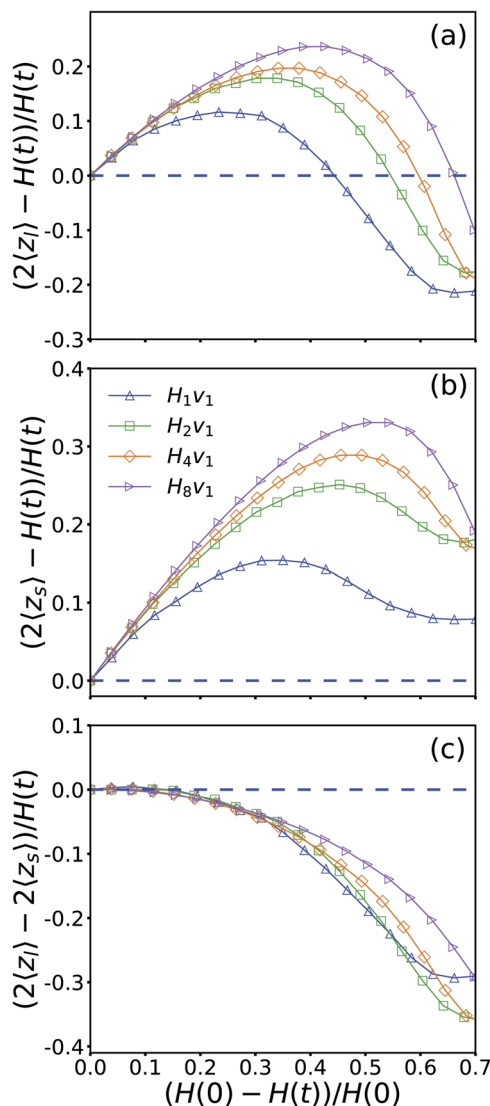 (a)
0.2
0.1
0.0
-0.1
-0.2
-0.3
(2⟨z_l⟩ − H(t))/H(t)
(b)
0.4
0.3
0.2
0.1
0.0
(2⟨z_s⟩ − H(t))/H(t)
H_1v_1
H_2v_1
H_4v_1
H_8v_1
(c)
0.1
0.0
-0.1
-0.2
-0.3
-0.4
(2⟨z_l⟩ − 2⟨z_s⟩)/H(t)
0.0 0.1 0.2 0.3 0.4 0.5 0.6 0.7
(H(0) − H(t))/H(0)